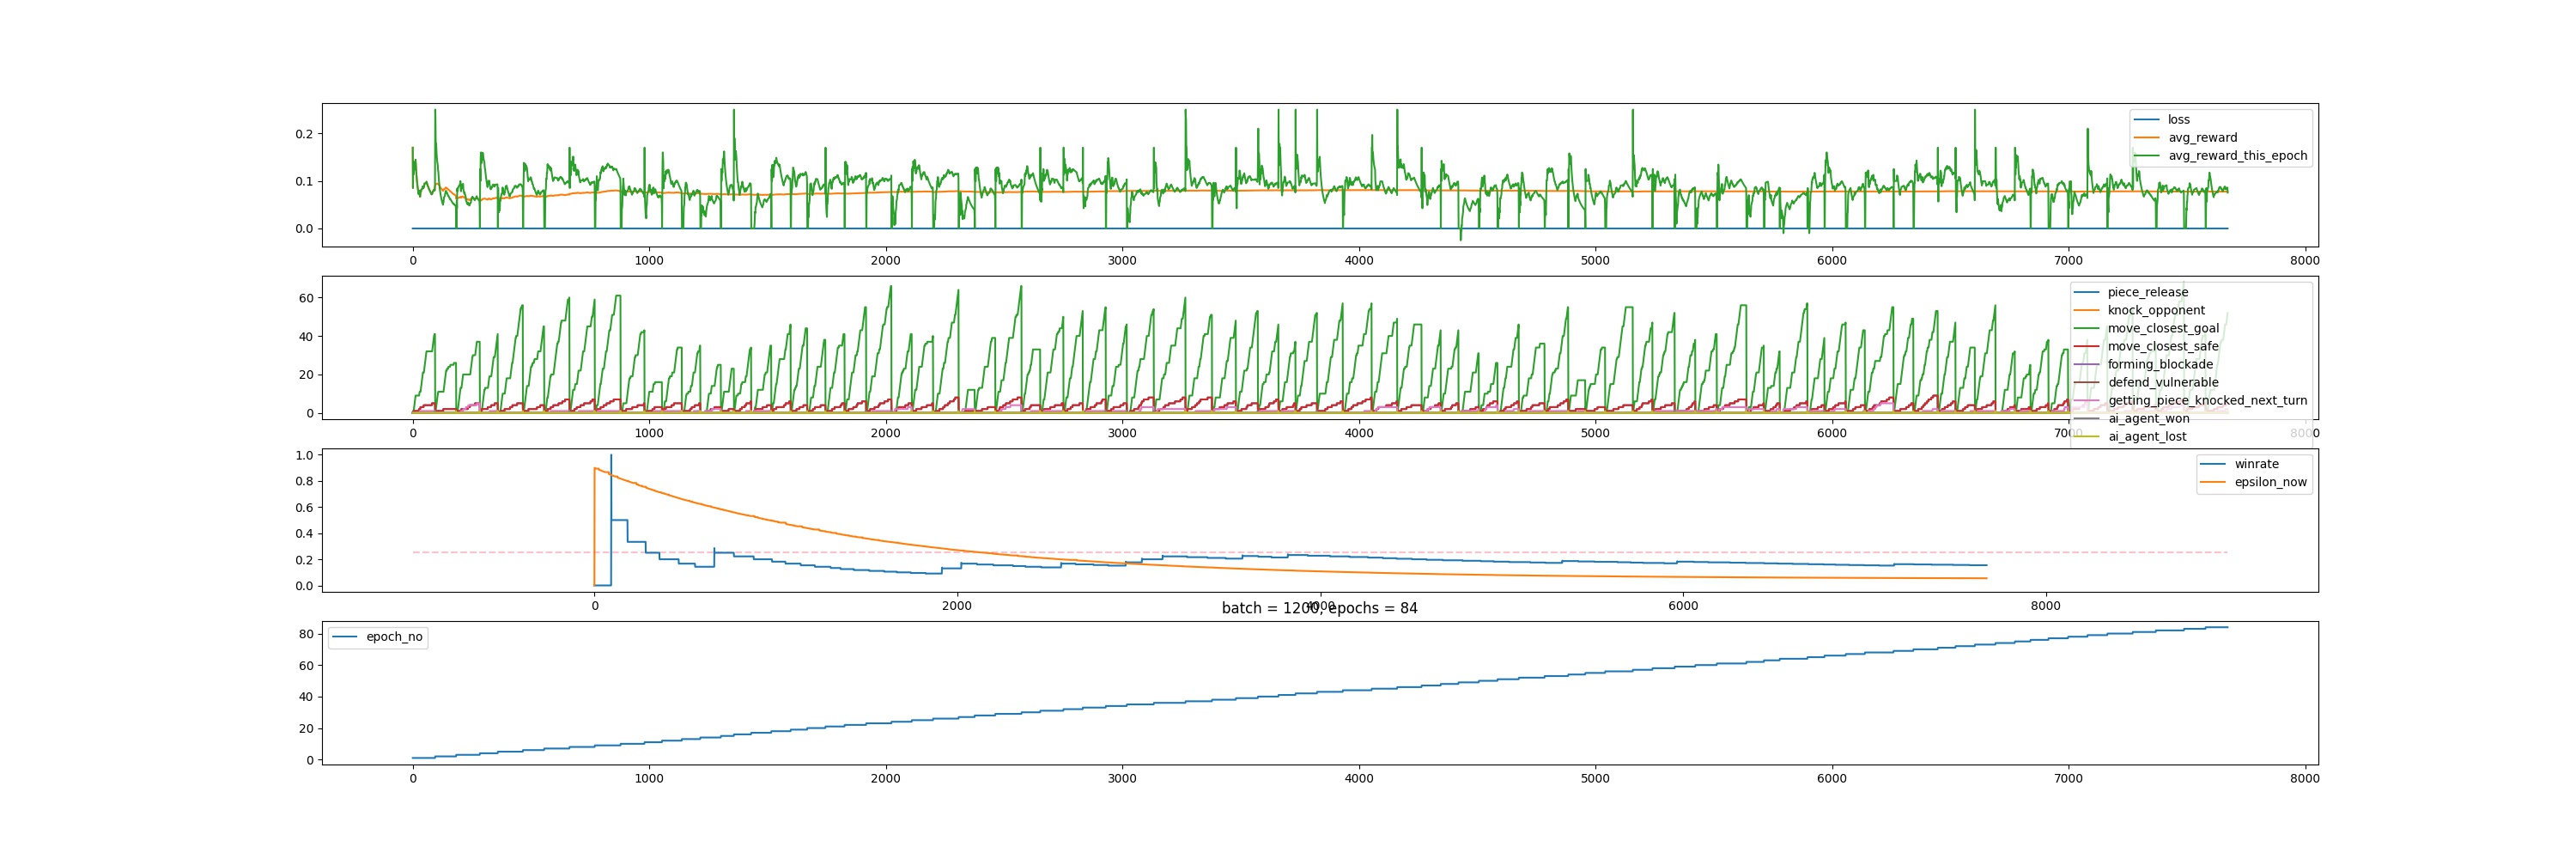 0.2
0.1
0.0
loss
avg_reward
avg_reward_this_epoch
0 1000 2000 3000 4000 5000 6000 7000 8000
60
40
20
0
piece_release
knock_opponent
move_closest_goal
move_closest_safe
forming_blockade
defend_vulnerable
getting_piece_knocked_next_turn
ai_agent_won
ai_agent_lost
0 1000 2000 3000 4000 5000 6000 7000 8000
1.0
0.8
0.6
0.4
0.2
0.0
winrate
epsilon_now
0 2000 4000 6000 8000
batch = 1200, epochs = 84
80
60
40
20
0
epoch_no
0 1000 2000 3000 4000 5000 6000 7000 8000